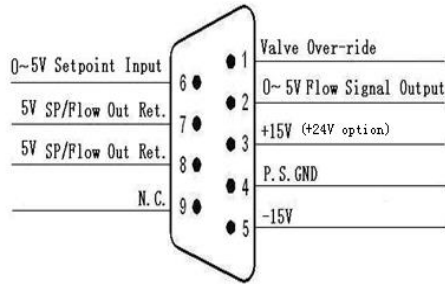 Valve Over-ride
1
0~5V Setpoint Input
6
0~5V Flow Signal Output
2
5V SP/Flow Out Ret.
7
+15V (+24V option)
3
5V SP/Flow Out Ret.
8
P.S.GND
4
N.C.
9
-15V
5